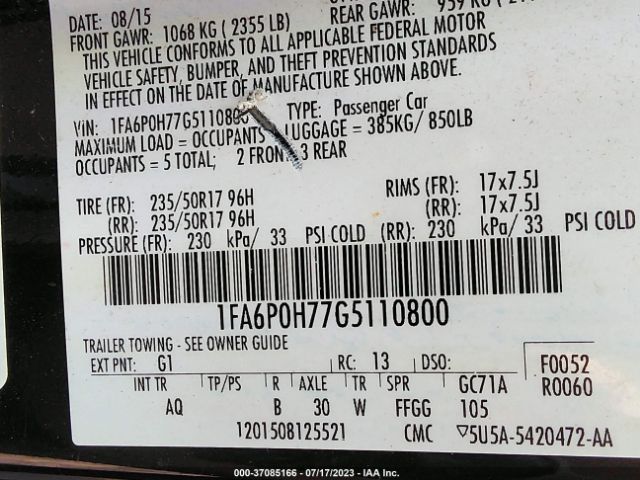 DATE: 08/15
FRONT GAWR: 1068 KG ( 2355 LB)
REAR GAWR: 959 KG
THIS VEHICLE CONFORMS TO ALL APPLICABLE FEDERAL MOTOR
VEHICLE SAFETY, BUMPER, AND THEFT PREVENTION STANDARDS
IN EFFECT ON THE DATE OF MANUFACTURE SHOWN ABOVE.
VIN: 1FA6P0H77G5110800 TYPE: Passenger Car
MAXIMUM LOAD = OCCUPANTS LUGGAGE = 385KG/ 850LB
OCCUPANTS = 5 TOTAL; 2 FRONT 3 REAR
TIRE (FR): 235/50R17 96H RIMS (FR): 17x7.5J
(RR): 235/50R17 96H (RR): 17x7.5J
PRESSURE (FR): 230 kPa/ 33 PSI COLD (RR): 230 kPa/ 33 PSI COLD
1FA6P0H77G5110800
TRAILER TOWING - SEE OWNER GUIDE
EXT PNT: G1 RC: 13 DSO: F0052
INT TR TP/PS R AXLE TR SPR GC71A R0060
AQ B 30 W FFGG 105
1201508125521 CMC ▽5U5A-5420472-AA
000-37085166 - 07/17/2023 - IAA Inc.